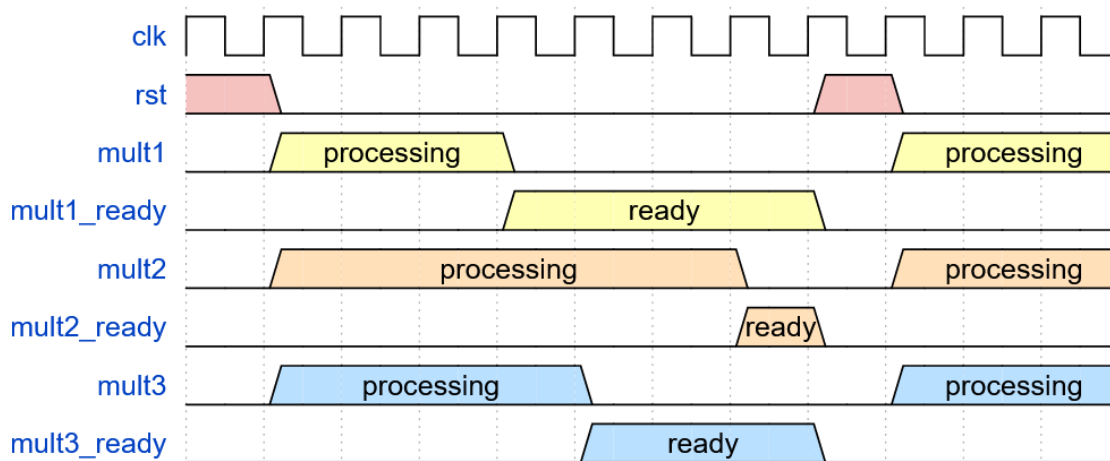 clk
rst
mult1 processing processing
mult1_ready ready
mult2 processing processing
mult2_ready ready
mult3 processing processing
mult3_ready ready